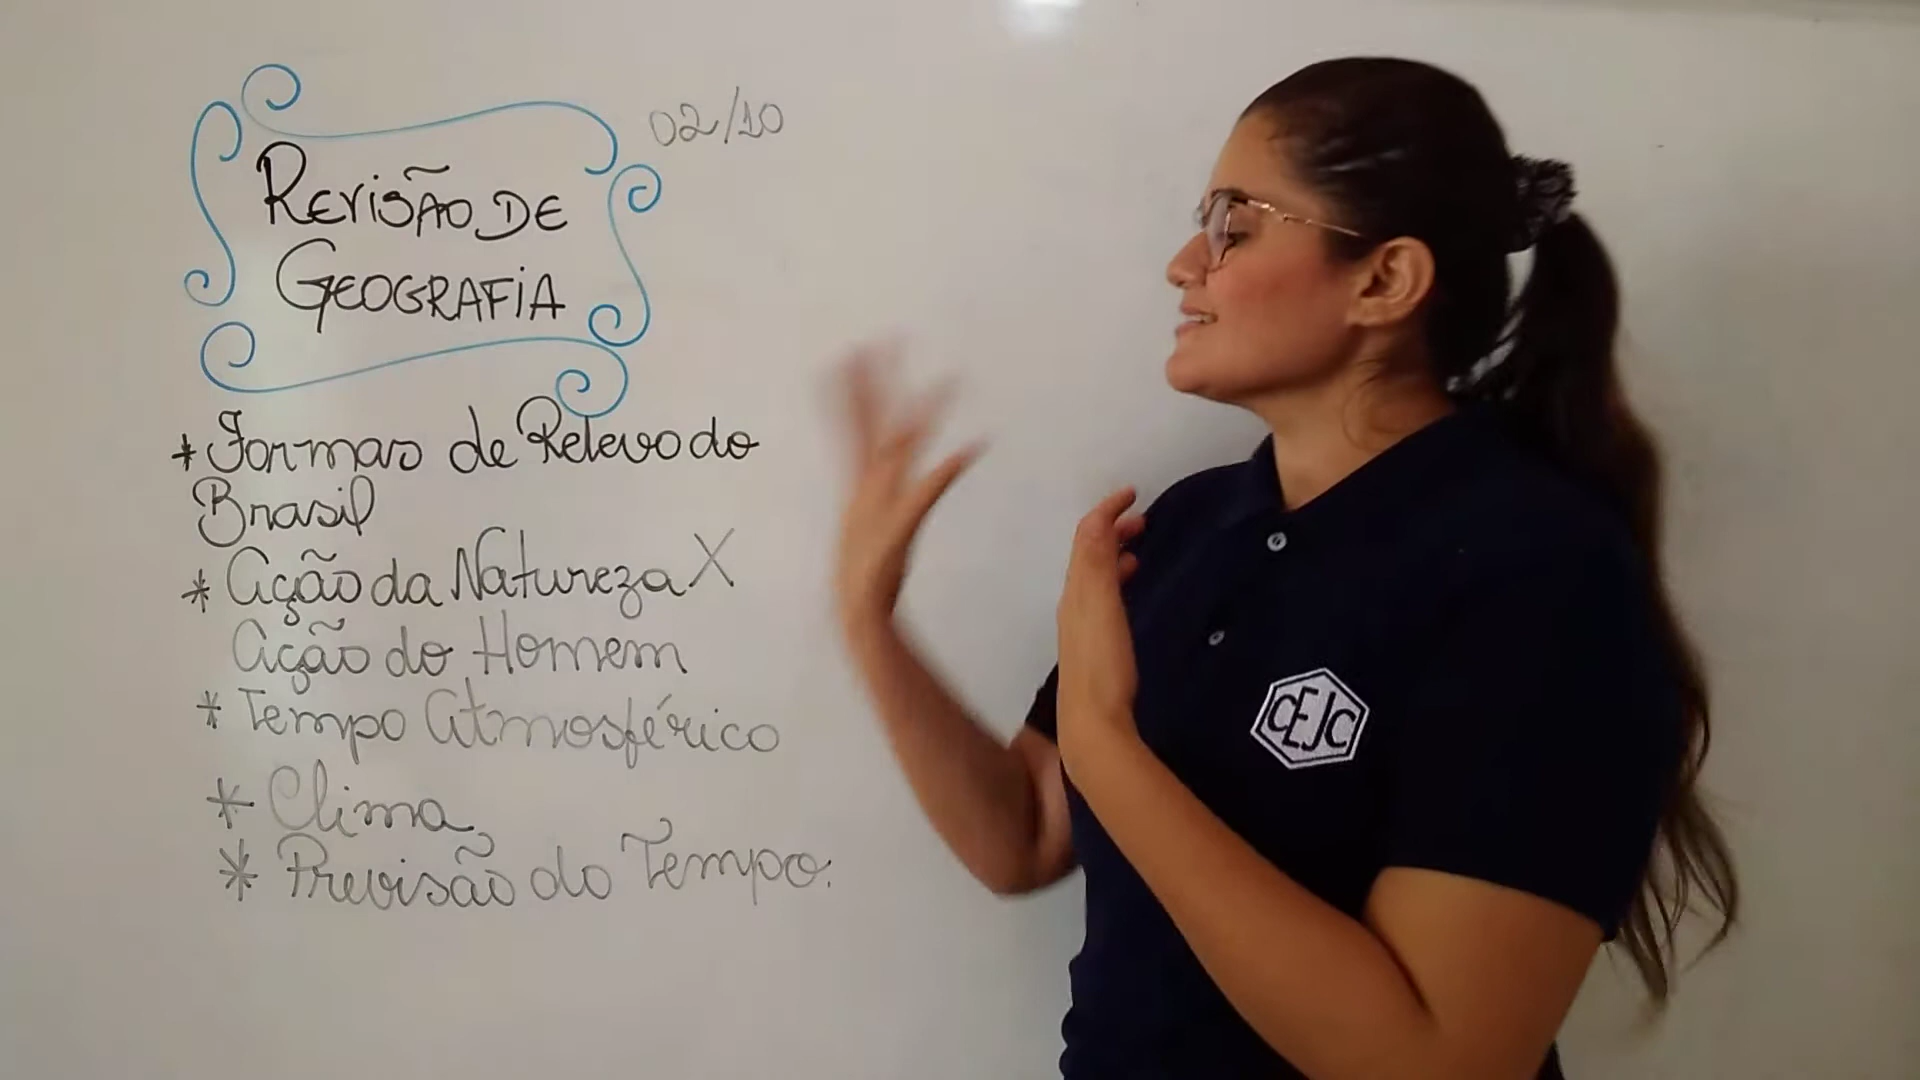 02/10
REVISÃO DE
GEOGRAFIA
* Formas de Relevo do
Brasil
* Ação da Natureza X
Ação do Homem
* Tempo Atmosférico
* Clima
* Previsão do Tempo.
CEJC